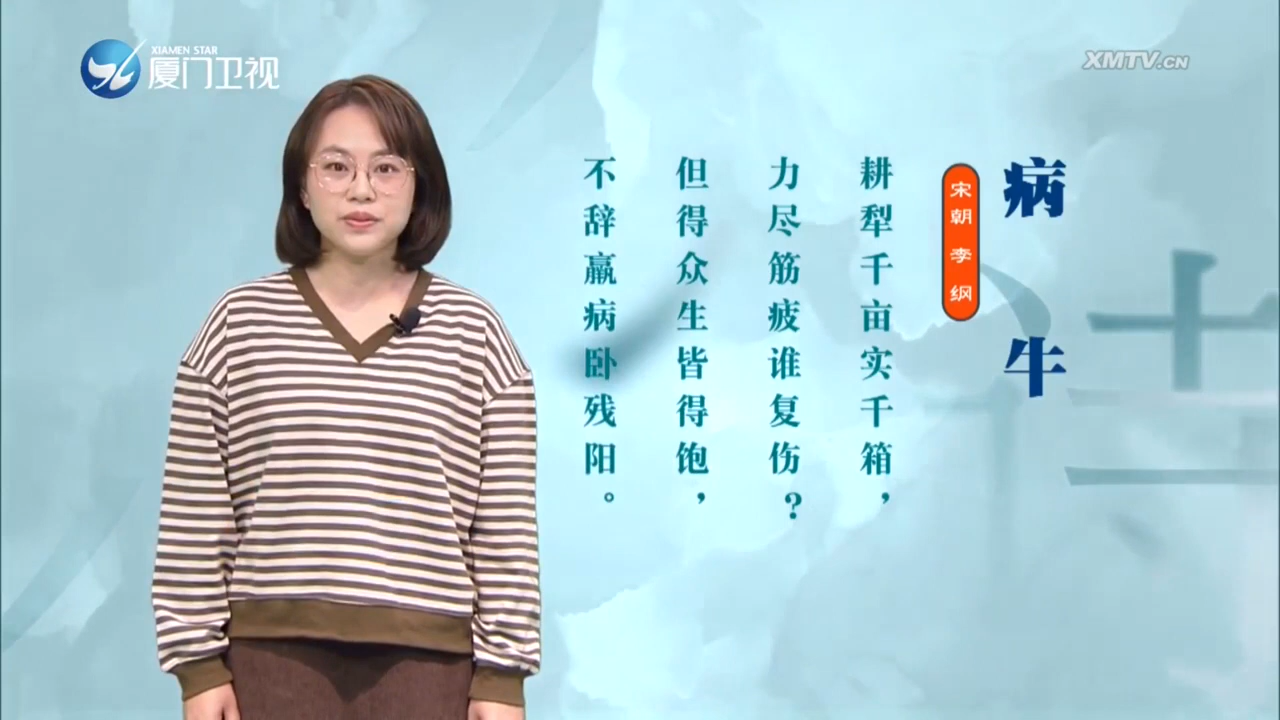 XIAMEN STAR
厦门卫视
XMTV.CN
病牛
宋朝 李纲
耕犁千亩实千箱，
力尽筋疲谁复伤？
但得众生皆得饱，
不辞羸病卧残阳。